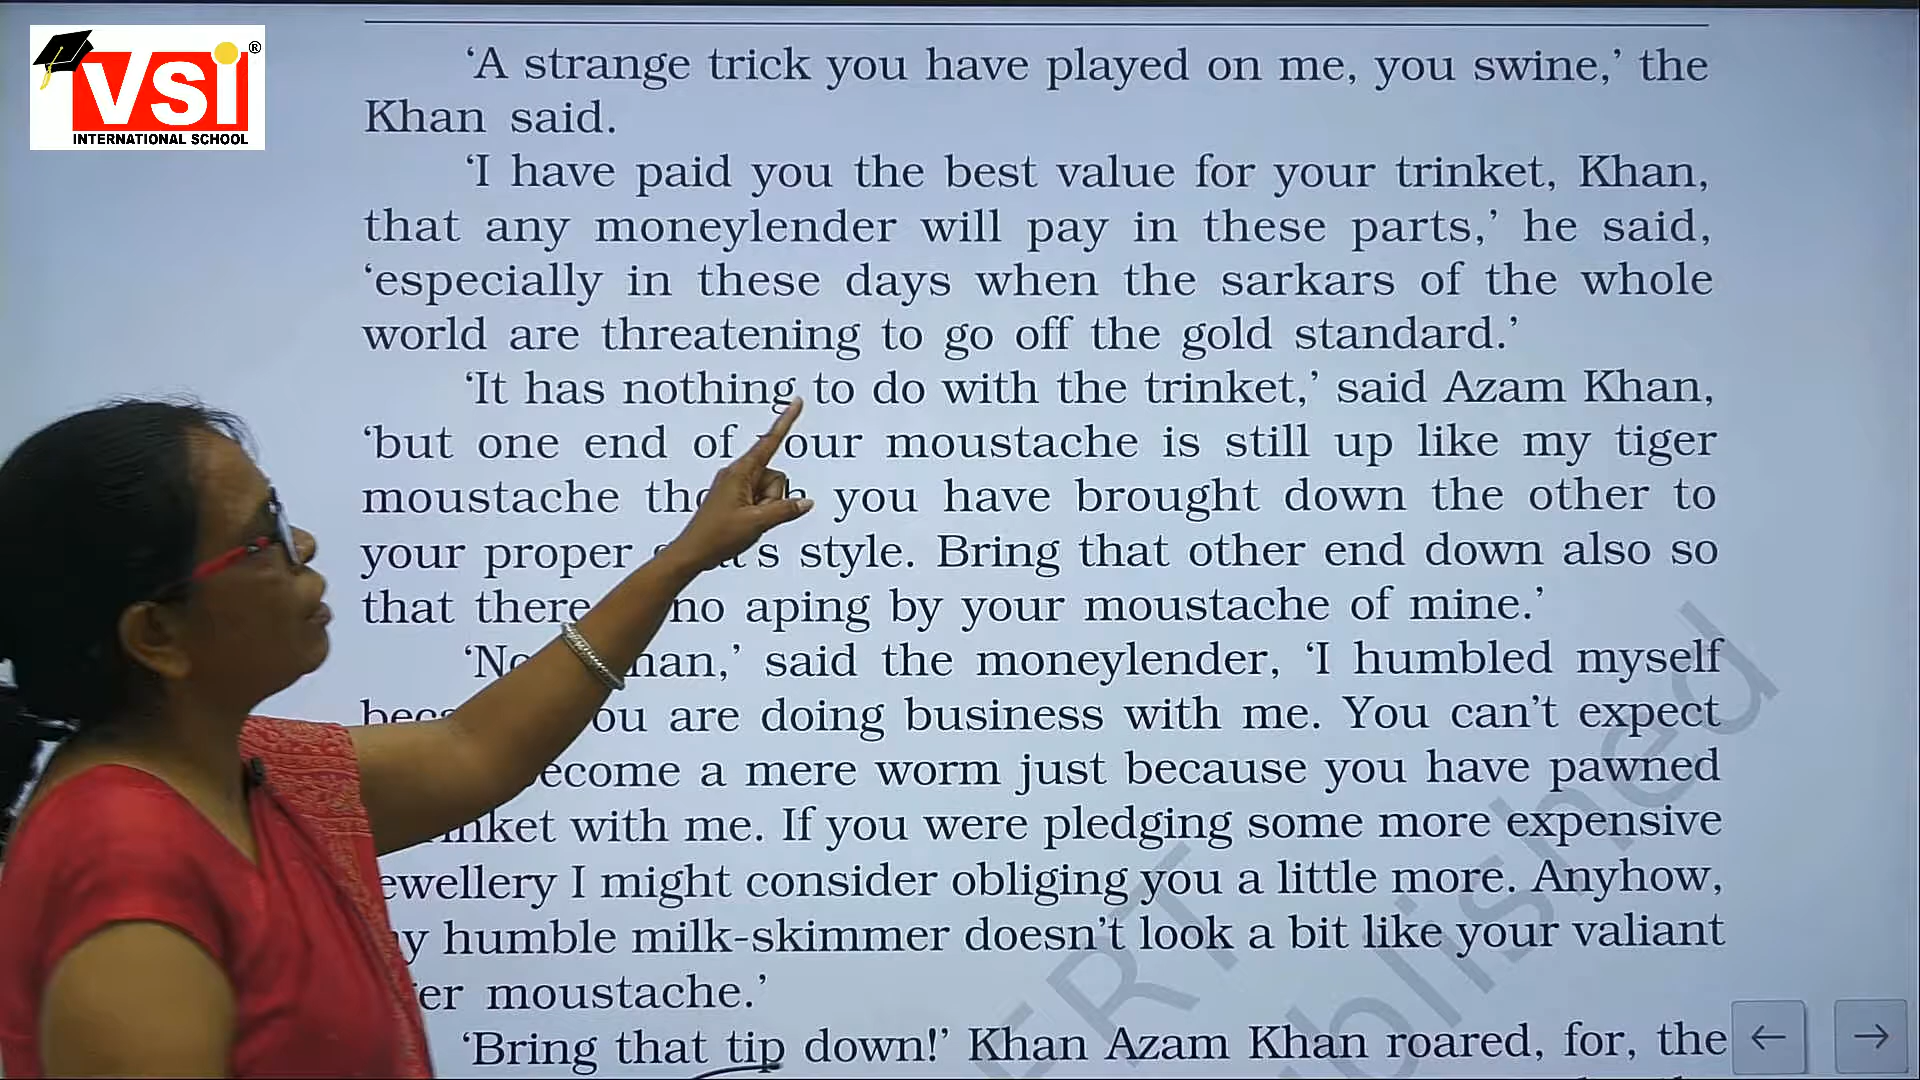 VSI ®
INTERNATIONAL SCHOOL
‘A strange trick you have played on me, you swine,’ the
Khan said.
‘I have paid you the best value for your trinket, Khan,
that any moneylender will pay in these parts,’ he said,
‘especially in these days when the sarkars of the whole
world are threatening to go off the gold standard.’
‘It has nothing to do with the trinket,’ said Azam Khan,
‘but one end of your moustache is still up like my tiger
moustache though you have brought down the other to
your proper style. Bring that other end down also so
that there no aping by your moustache of mine.’
said the moneylender, ‘I humbled myself
you are doing business with me. You can’t expect
become a mere worm just because you have pawned
trinket with me. If you were pledging some more expensive
jewellery I might consider obliging you a little more. Anyhow,
my humble milk-skimmer doesn’t look a bit like your valiant
tiger moustache.’
‘Bring that tip down!’ Khan Azam Khan roared, for, the